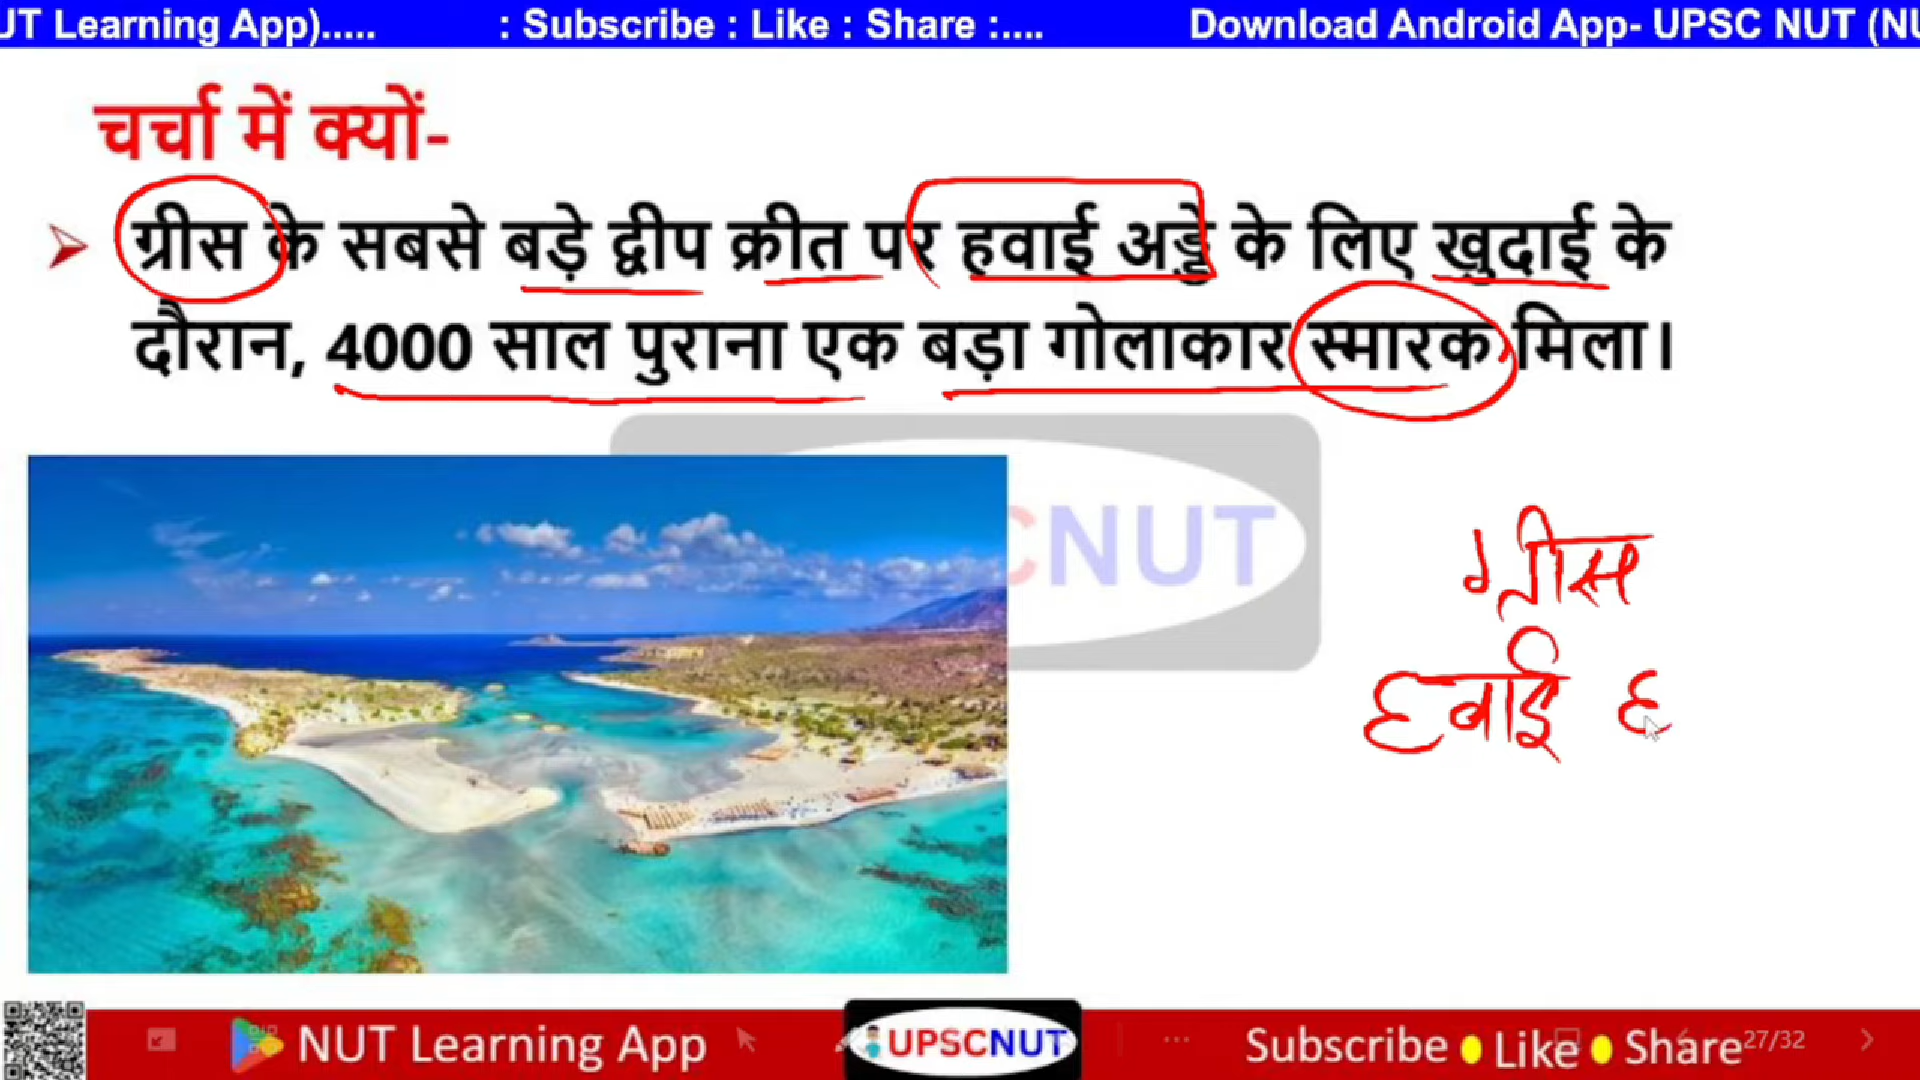 UT Learning App)..... : Subscribe : Like : Share :.... Download Android App- UPSC NUT (NU
चर्चा में क्यों-
ग्रीस के सबसे बड़े द्वीप क्रीत पर हवाई अड्डे के लिए खुदाई के
दौरान, 4000 साल पुराना एक बड़ा गोलाकार स्मारक मिला।
CNUT
ग्रीस
हवाई
NUT Learning App UPSCNUT Subscribe Like Share 27/32